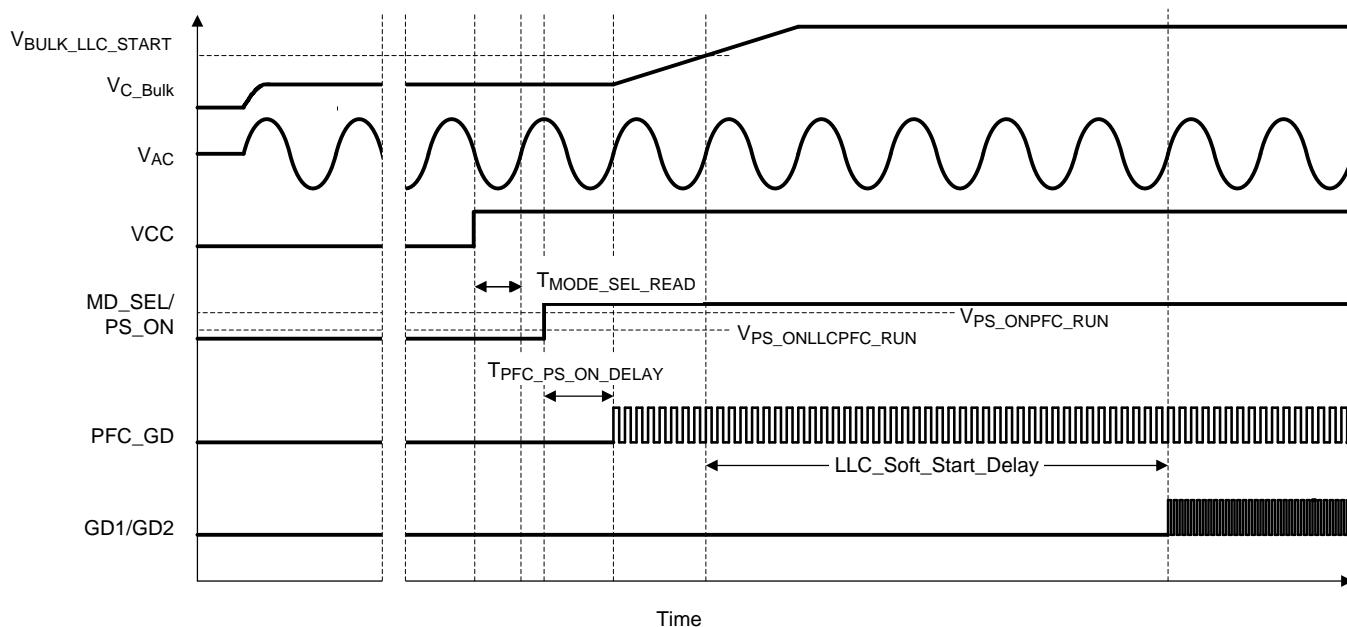 VBULK_LLC_START
VC_Bulk
VAC
VCC
TMODE_SEL_READ
MD_SEL/
PS_ON
VPS_ONPFC_RUN
VPS_ONLLCPFC_RUN
TPFC_PS_ON_DELAY
PFC_GD
LLC_Soft_Start_Delay
GD1/GD2
Time